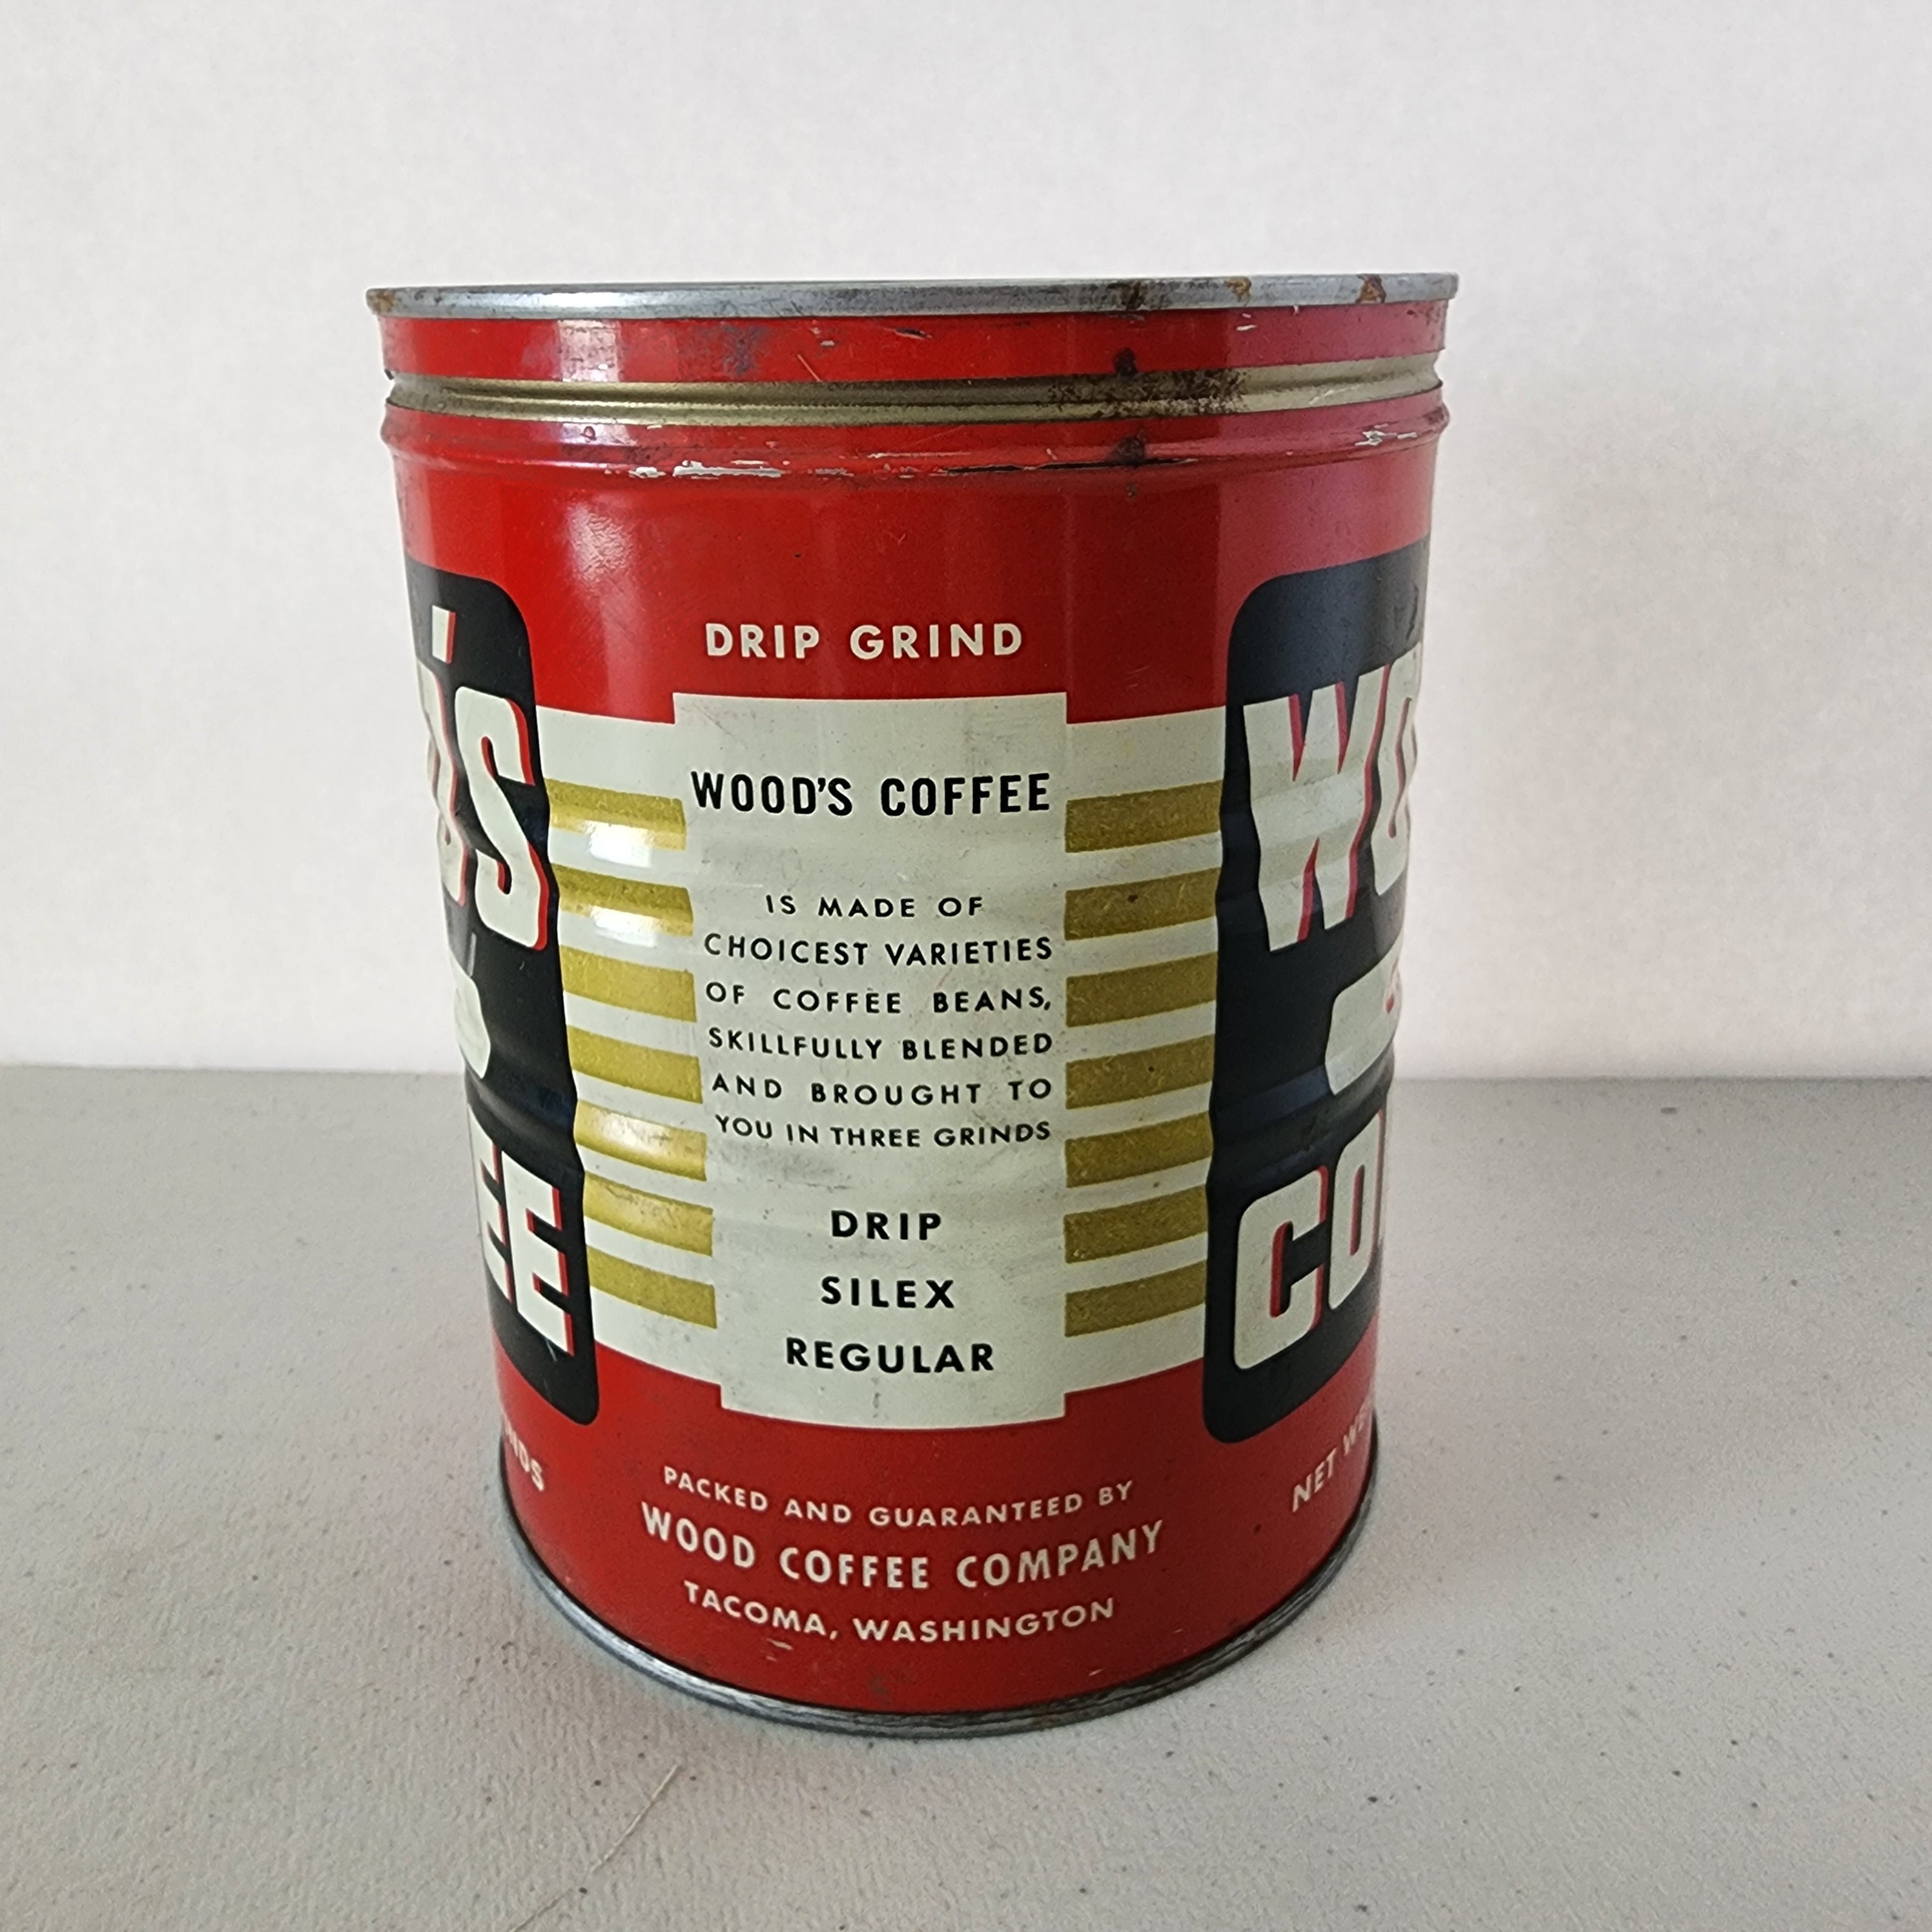 DRIP GRIND
WOOD'S COFFEE
IS MADE OF
CHOICEST VARIETIES
OF COFFEE BEANS,
SKILLFULLY BLENDED
AND BROUGHT TO
YOU IN THREE GRINDS
DRIP
SILEX
REGULAR
PACKED AND GUARANTEED BY
WOOD COFFEE COMPANY
TACOMA, WASHINGTON
NET